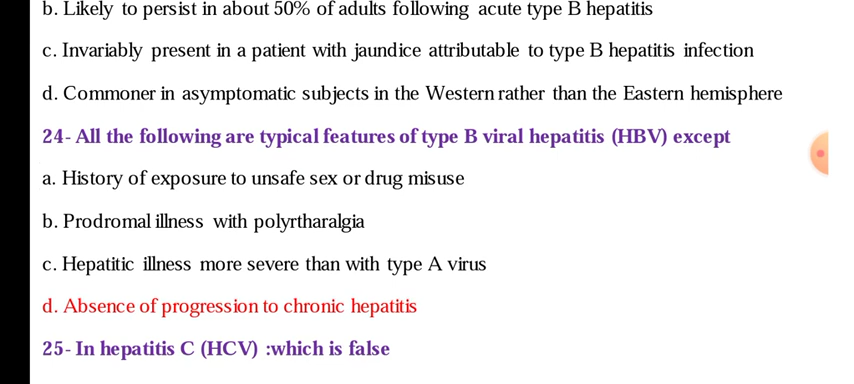 b. Likely to persist in about 50% of adults following acute type B hepatitis
c. Invariably present in a patient with jaundice attributable to type B hepatitis infection
d. Commoner in asymptomatic subjects in the Western rather than the Eastern hemisphere
24- All the following are typical features of type B viral hepatitis (HBV) except
a. History of exposure to unsafe sex or drug misuse
b. Prodromal illness with polyrtharalgia
c. Hepatitic illness more severe than with type A virus
d. Absence of progression to chronic hepatitis
25- In hepatitis C (HCV) :which is false